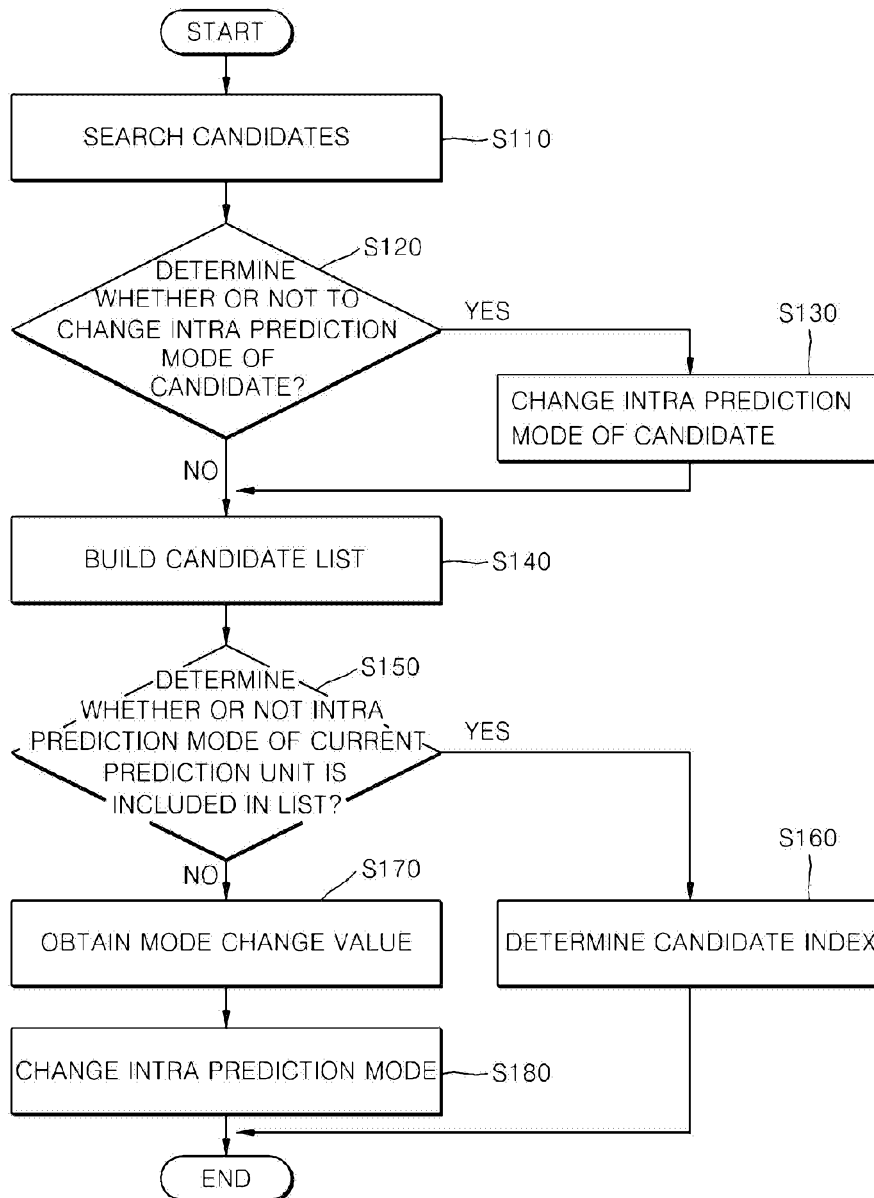 START
SEARCH CANDIDATES
S110
S120
DETERMINE
WHETHER OR NOT TO
CHANGE INTRA PREDICTION
MODE OF
CANDIDATE?
YES
S130
CHANGE INTRA PREDICTION
MODE OF CANDIDATE
NO
BUILD CANDIDATE LIST
S140
S150
DETERMINE
WHETHER OR NOT INTRA
PREDICTION MODE OF CURRENT
PREDICTION UNIT IS
INCLUDED IN LIST?
YES
S160
NO
S170
OBTAIN MODE CHANGE VALUE
DETERMINE CANDIDATE INDEX
CHANGE INTRA PREDICTION MODE
S180
END